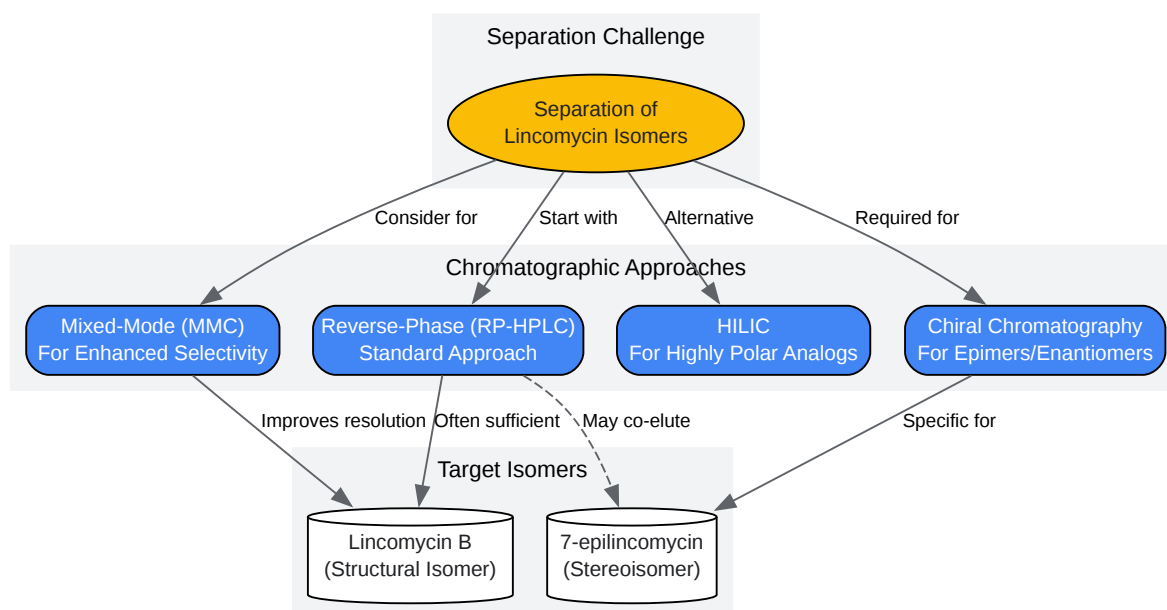 Separation Challenge
Separation of
Lincomycin Isomers
Consider for
Start with
Alternative
Required for
Chromatographic Approaches
Mixed-Mode (MMC)
For Enhanced Selectivity
Reverse-Phase (RP-HPLC)
Standard Approach
HILIC
For Highly Polar Analogs
Chiral Chromatography
For Epimers/Enantiomers
Improves resolution
Often sufficient
May co-elute
Specific for
Target Isomers
Lincomycin B
(Structural Isomer)
7-epilincomycin
(Stereoisomer)